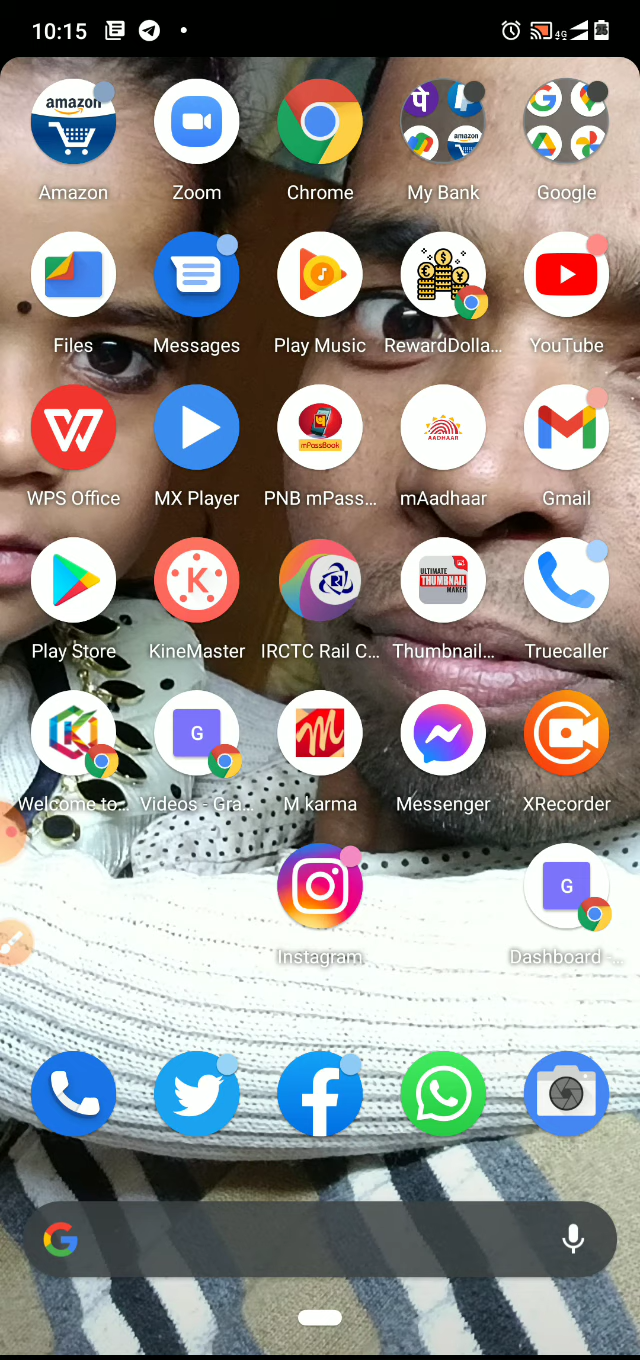 10:15
4G
amazon
पे
amazon
Amazon
Zoom
Chrome
My Bank
Google
Files
Messages
Play Music
RewardDolla...
YouTube
mPassBook
AADHAAR
WPS Office
MX Player
PNB mPass...
mAadhaar
Gmail
K
ULTIMATE
THUMBNAIL
MAKER
Play Store
KineMaster
IRCTC Rail C...
Thumbnail...
Truecaller
G
m
Welcome to...
Videos - Gra...
M karma
Messenger
XRecorder
G
Instagram
Dashboard -...